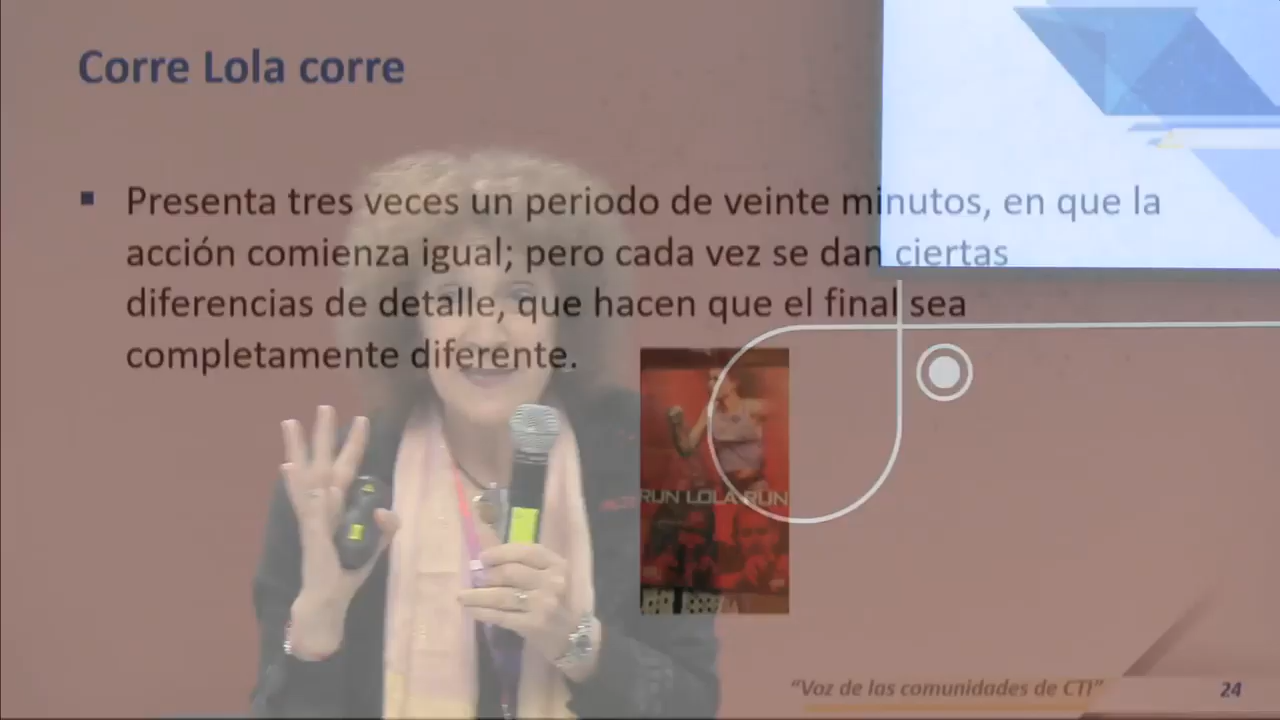 Corre Lola corre
Presenta tres veces un periodo de veinte minutos, en que la
acción comienza igual; pero cada vez se dan ciertas
diferencias de detalle, que hacen que el final sea
completamente diferente.
RUN LOLA RUN
“Voz de las comunidades de CTI”
24